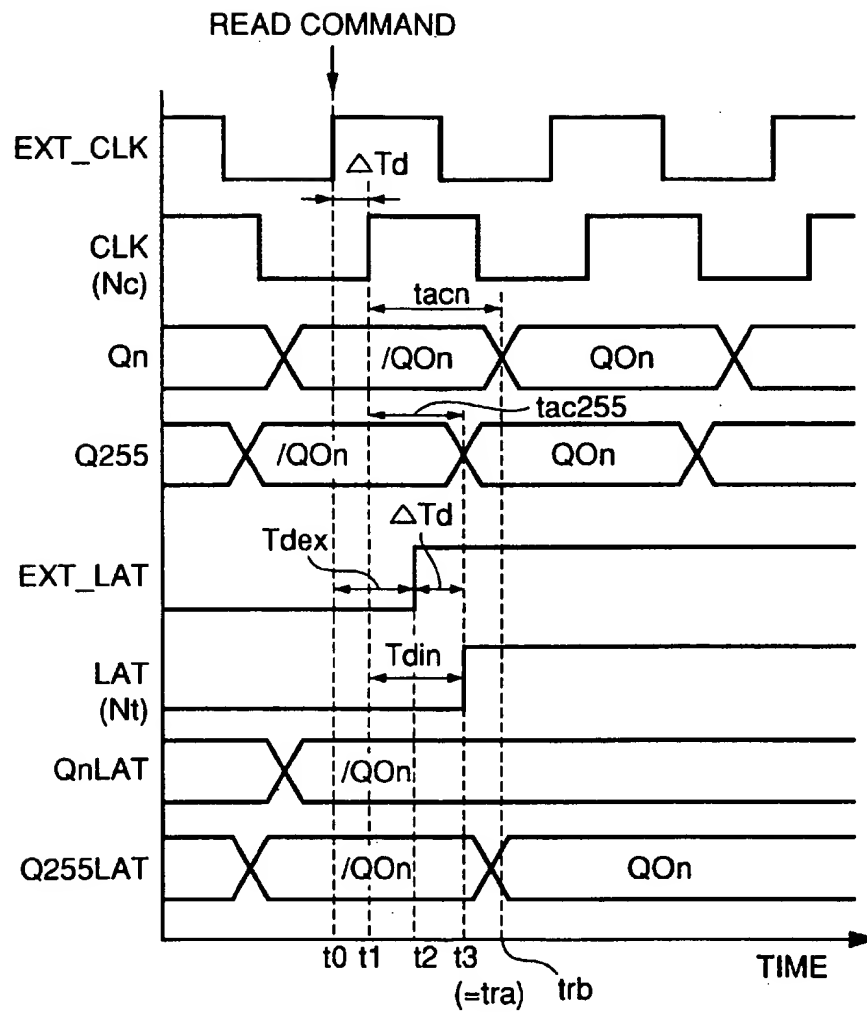 READ COMMAND
EXT_CLK
△Td
CLK
(Nc)
tacn
Qn
/QOn
QOn
tac255
Q255
/QOn
QOn
△Td
Tdex
EXT_LAT
LAT
(Nt)
Tdin
QnLAT
/QOn
Q255LAT
/QOn
QOn
t0 t1 t2 t3
(=tra)
trb
TIME